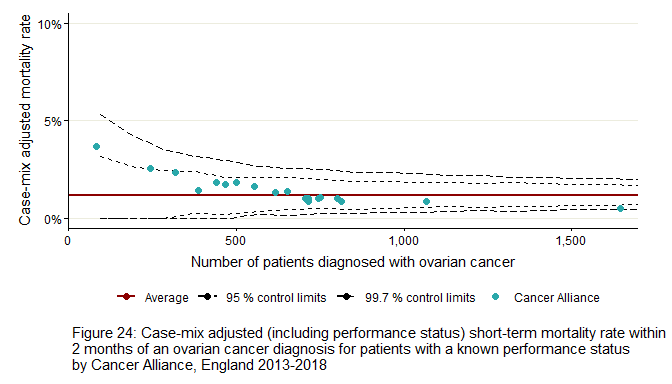 10%
5%
0%
Case-mix adjusted mortality rate
0 500 1,000 1,500
Number of patients diagnosed with ovarian cancer
Average 95 % control limits 99.7 % control limits Cancer Alliance
Figure 24: Case-mix adjusted (including performance status) short-term mortality rate within
2 months of an ovarian cancer diagnosis for patients with a known performance status
by Cancer Alliance, England 2013-2018